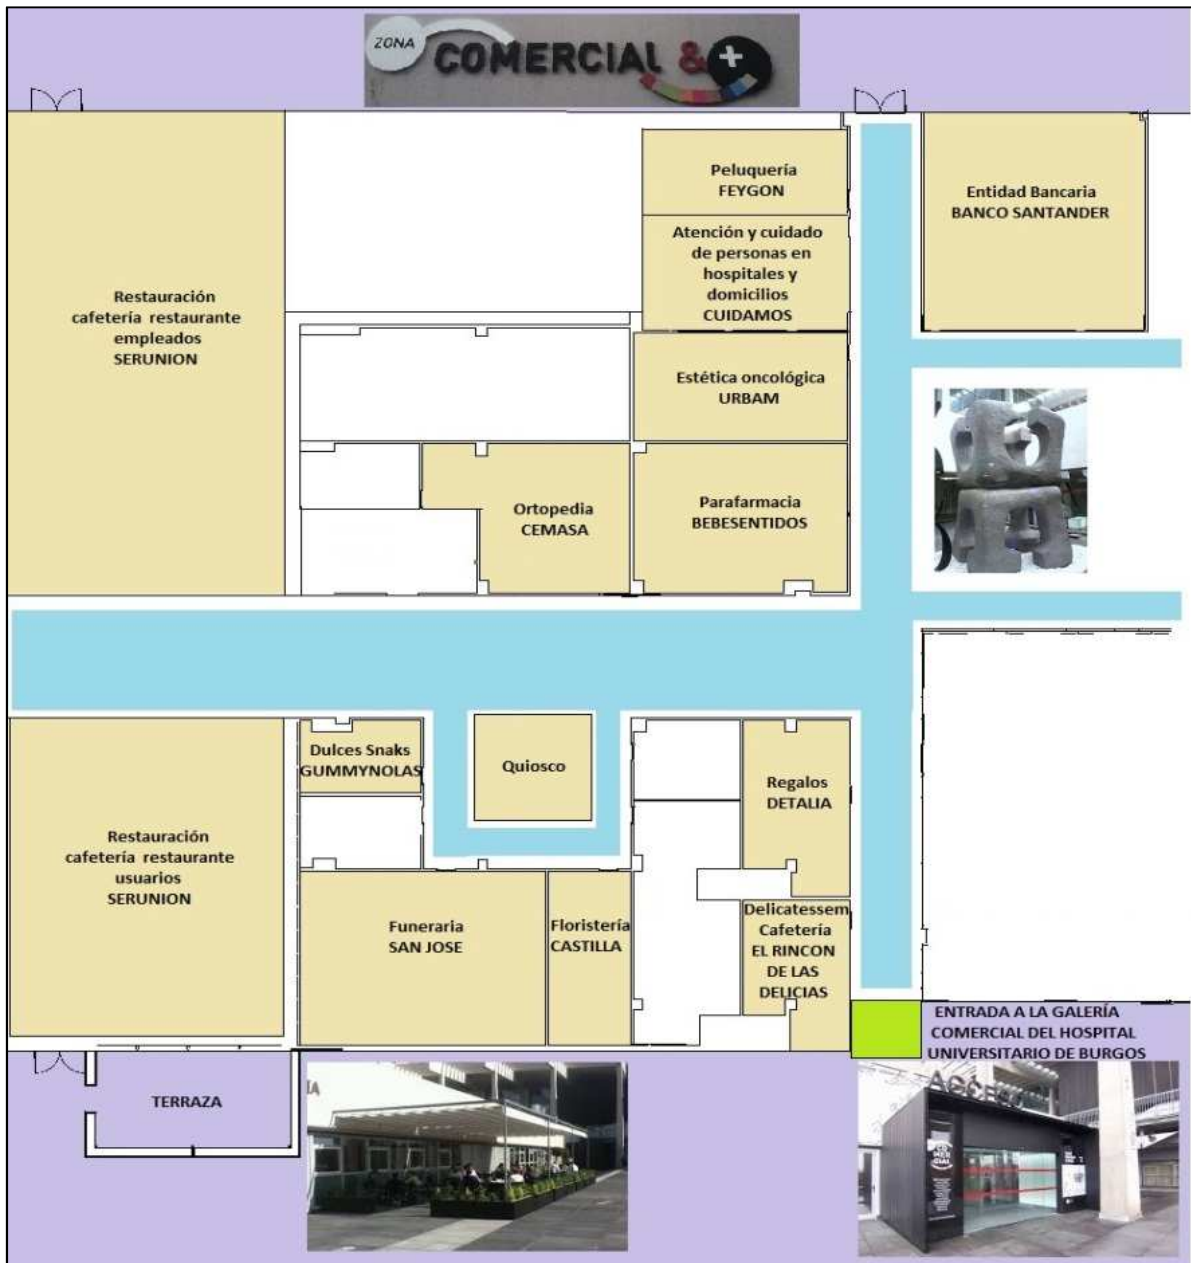 ZONA
COMERCIAL & +
Peluquería
FEYGON
Entidad Bancaria
BANCO SANTANDER
Atención y cuidado
de personas en
hospitales y
domicilios
CUIDAMOS
Restauración
cafetería restaurante
empleados
SERUNION
Estética oncológica
URBAM
Ortopedia
CEMASA
Parafarmacia
BEBESENTIDOS
Dulces Snaks
GUMMYNOLAS
Quiosco
Regalos
DETALIA
Restauración
cafetería restaurante
usuarios
SERUNION
Funeraria
SAN JOSE
Floristería
CASTILLA
Delicatessem
Cafetería
EL RINCON
DE LAS
DELICIAS
ENTRADA A LA GALERÍA
COMERCIAL DEL HOSPITAL
UNIVERSITARIO DE BURGOS
TERRAZA
CO
MER
CIAL